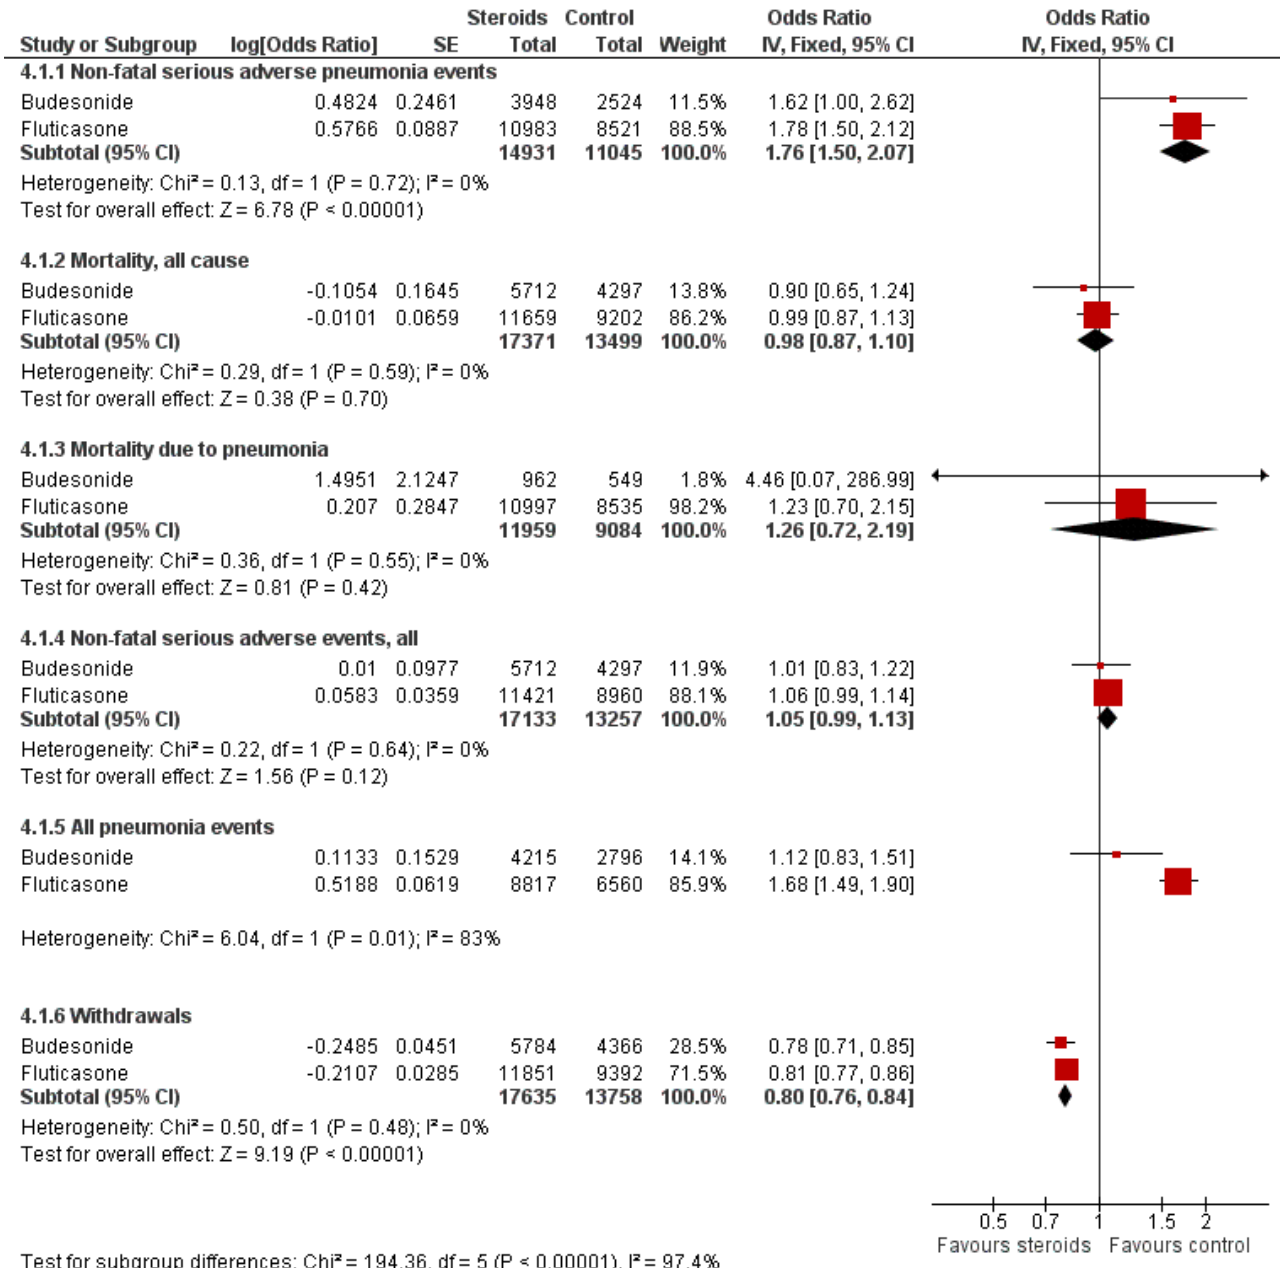 Steroids Control Odds Ratio Odds Ratio
Study or Subgroup log[Odds Ratio] SE Total Total Weight IV, Fixed, 95% CI IV, Fixed, 95% CI
4.1.1 Non-fatal serious adverse pneumonia events
Budesonide 0.4824 0.2461 3948 2524 11.5% 1.62 [1.00, 2.62]
Fluticasone 0.5766 0.0887 10983 8521 88.5% 1.78 [1.50, 2.12]
Subtotal (95% CI) 14931 11045 100.0% 1.76 [1.50, 2.07]
Heterogeneity: Chi² = 0.13, df = 1 (P = 0.72); I² = 0%
Test for overall effect: Z = 6.78 (P < 0.00001)
4.1.2 Mortality, all cause
Budesonide -0.1054 0.1645 5712 4297 13.8% 0.90 [0.65, 1.24]
Fluticasone -0.0101 0.0659 11659 9202 86.2% 0.99 [0.87, 1.13]
Subtotal (95% CI) 17371 13499 100.0% 0.98 [0.87, 1.10]
Heterogeneity: Chi² = 0.29, df = 1 (P = 0.59); I² = 0%
Test for overall effect: Z = 0.38 (P = 0.70)
4.1.3 Mortality due to pneumonia
Budesonide 1.4951 2.1247 962 549 1.8% 4.46 [0.07, 286.99]
Fluticasone 0.207 0.2847 10997 8535 98.2% 1.23 [0.70, 2.15]
Subtotal (95% CI) 11959 9084 100.0% 1.26 [0.72, 2.19]
Heterogeneity: Chi² = 0.36, df = 1 (P = 0.55); I² = 0%
Test for overall effect: Z = 0.81 (P = 0.42)
4.1.4 Non-fatal serious adverse events, all
Budesonide 0.01 0.0977 5712 4297 11.9% 1.01 [0.83, 1.22]
Fluticasone 0.0583 0.0359 11421 8960 88.1% 1.06 [0.99, 1.14]
Subtotal (95% CI) 17133 13257 100.0% 1.05 [0.99, 1.13]
Heterogeneity: Chi² = 0.22, df = 1 (P = 0.64); I² = 0%
Test for overall effect: Z = 1.56 (P = 0.12)
4.1.5 All pneumonia events
Budesonide 0.1133 0.1529 4215 2796 14.1% 1.12 [0.83, 1.51]
Fluticasone 0.5188 0.0619 8817 6560 85.9% 1.68 [1.49, 1.90]
Heterogeneity: Chi² = 6.04, df = 1 (P = 0.01); I² = 83%
4.1.6 Withdrawals
Budesonide -0.2485 0.0451 5784 4366 28.5% 0.78 [0.71, 0.85]
Fluticasone -0.2107 0.0285 11851 9392 71.5% 0.81 [0.77, 0.86]
Subtotal (95% CI) 17635 13758 100.0% 0.80 [0.76, 0.84]
Heterogeneity: Chi² = 0.50, df = 1 (P = 0.48); I² = 0%
Test for overall effect: Z = 9.19 (P < 0.00001)
0.5 0.7 1 1.5 2
Favours steroids Favours control
Test for subgroup differences: Chi² = 194.36, df = 5 (P < 0.00001), I² = 97.4%